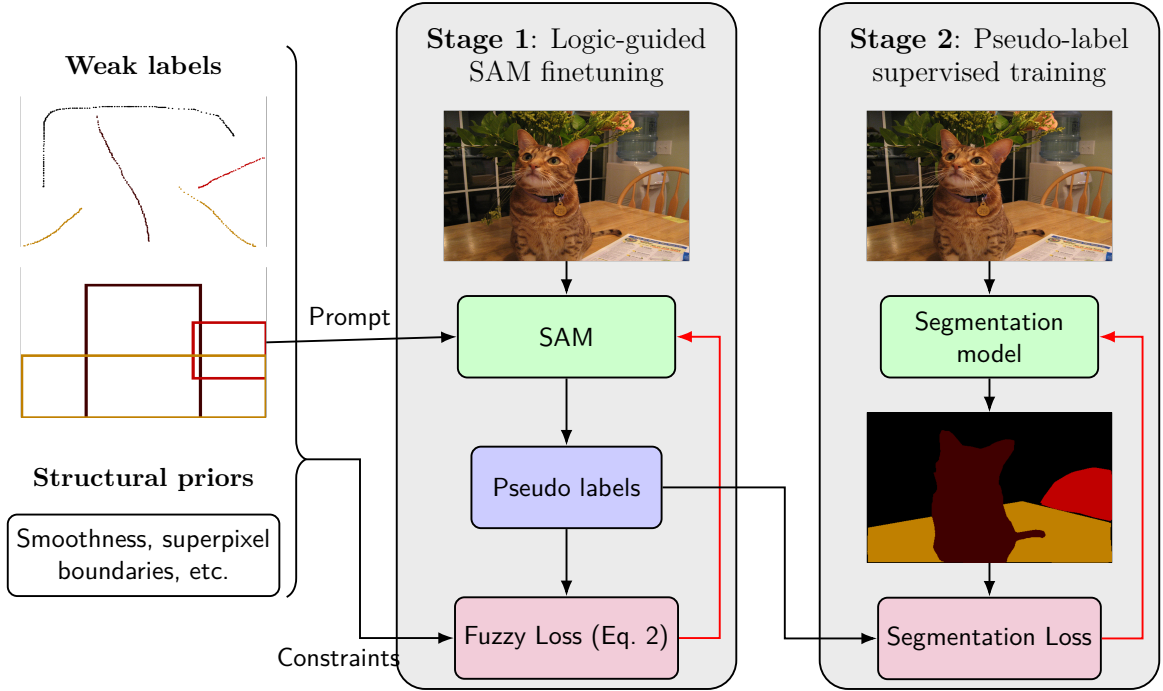 Weak labels
Structural priors
Smoothness, superpixel
boundaries, etc.
Prompt
Constraints
Stage 1: Logic-guided
SAM finetuning
SAM
Pseudo labels
Fuzzy Loss (Eq. 2)
Stage 2: Pseudo-label
supervised training
Segmentation
model
Segmentation Loss